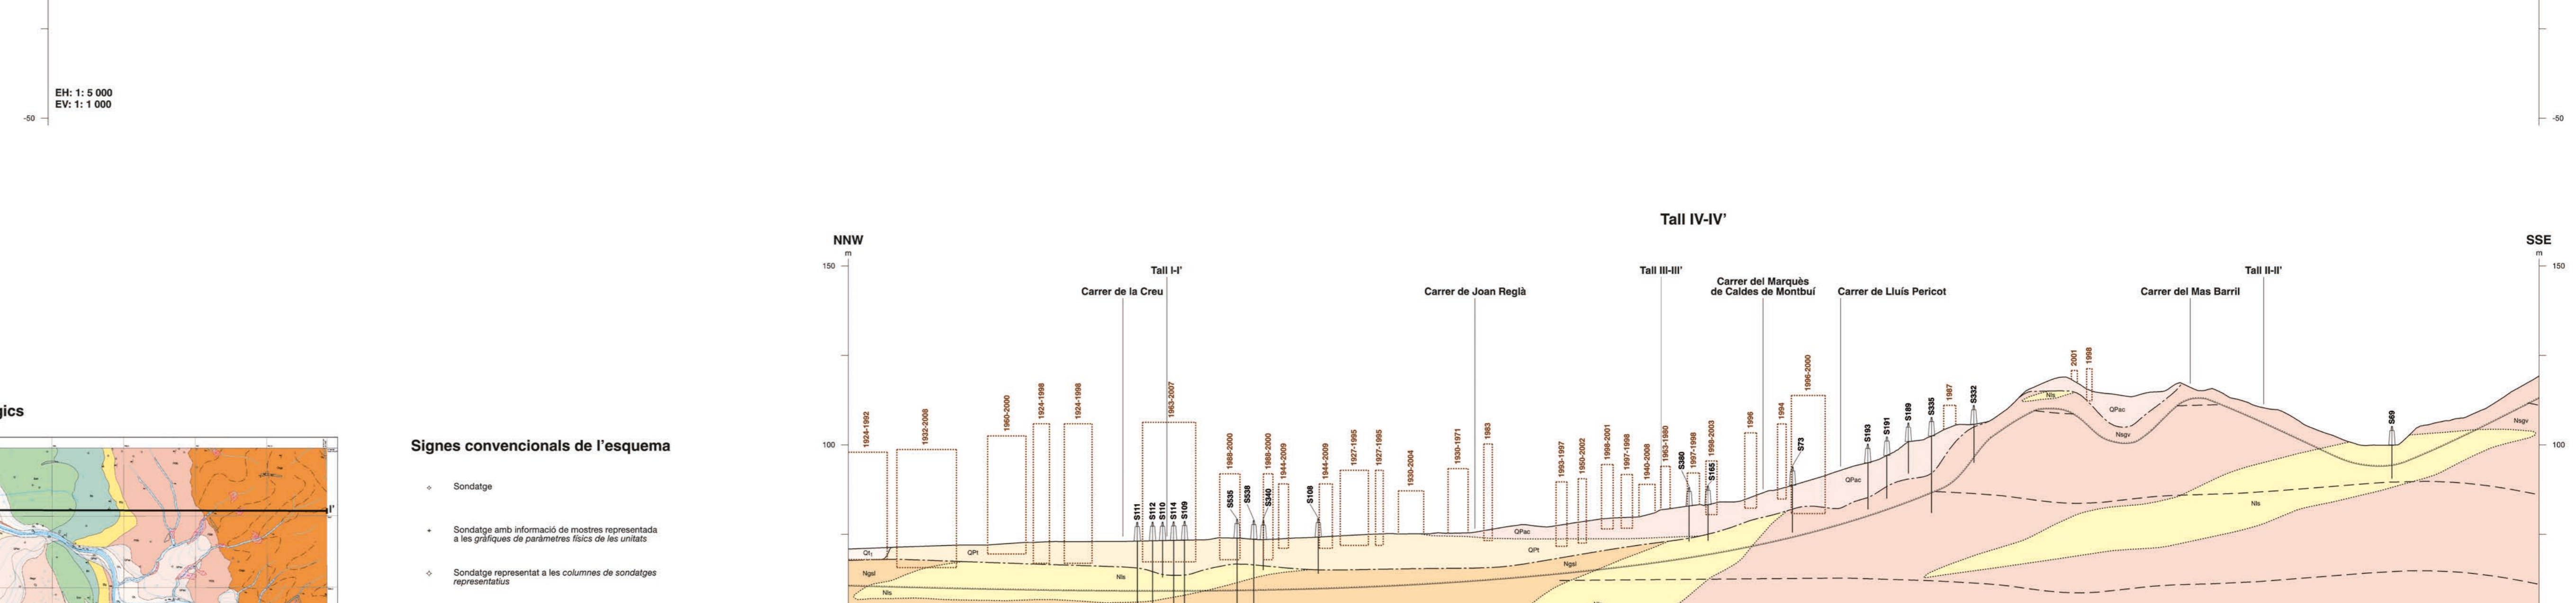 EH: 1: 5 000
EV: 1: 1 000
-50
-50
Tall IV-IV'
NNW
SSE
m
m
150
150
Tall I-I'
Tall III-III'
Tall II-II'
Carrer de la Creu
Carrer de Joan Reglà
Carrer del Marquès
de Caldes de Montbuí
Carrer de Lluís Pericot
Carrer del Mas Barril
100
100
1924-1992
1932-2008
1960-2000
1924-1998
1924-1998
1963-2007
1988-2000
1988-2000
1944-2009
1944-2009
1927-1995
1927-1995
1930-2004
1930-1971
1983
1993-1997
1980-2002
1998-2001
1997-1998
1940-2008
1963-1980
1997-1998
1998-2003
1996
1994
1996-2000
1987
2001
1998
S111
S112
S110
S114
S109
S535
S538
S340
S108
S380
S165
S73
S193
S191
S189
S335
S332
S69
Qt₁
QPt
Ngsl
Nls
Nls
QPac
QPt
Ngsl
QPac
Nls
QPac
Nsgv
Nls
Nsgv
gics
I'
Signes convencionals de l'esquema
Sondatge
Sondatge amb informació de mostres representada
a les gràfiques de paràmetres físics de les unitats
Sondatge representat a les columnes de sondatges
representatius